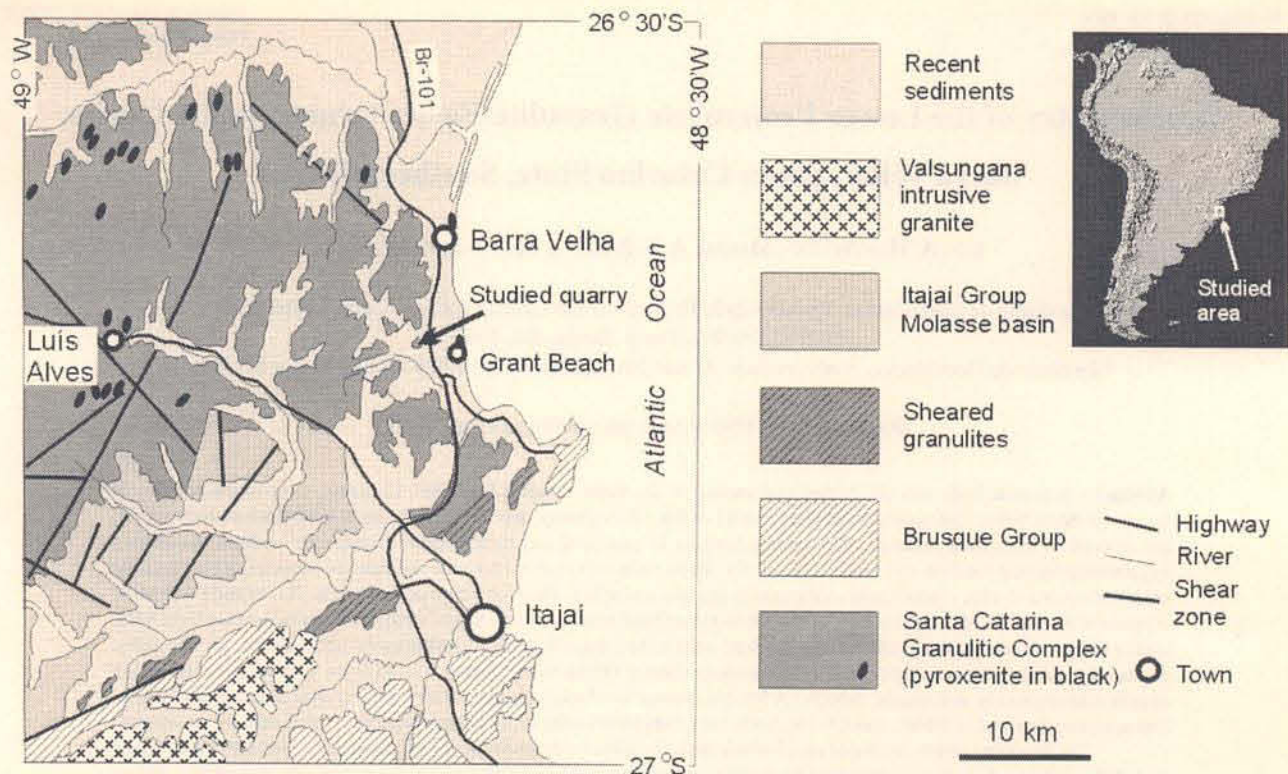 26°30'S
49° W
Br-101
48°30'W
Barra Velha
Studied quarry
Luis
Alves
Grant Beach
Atlantic Ocean
Itajaí
27°S
Recent
sediments
Valsungana
intrusive
granite
Itajaí Group
Molasse basin
Sheared
granulites
Brusque Group
Santa Catarina
Granulitic Complex
(pyroxenite in black)
Highway
River
Shear
zone
Town
10 km
Studied
area